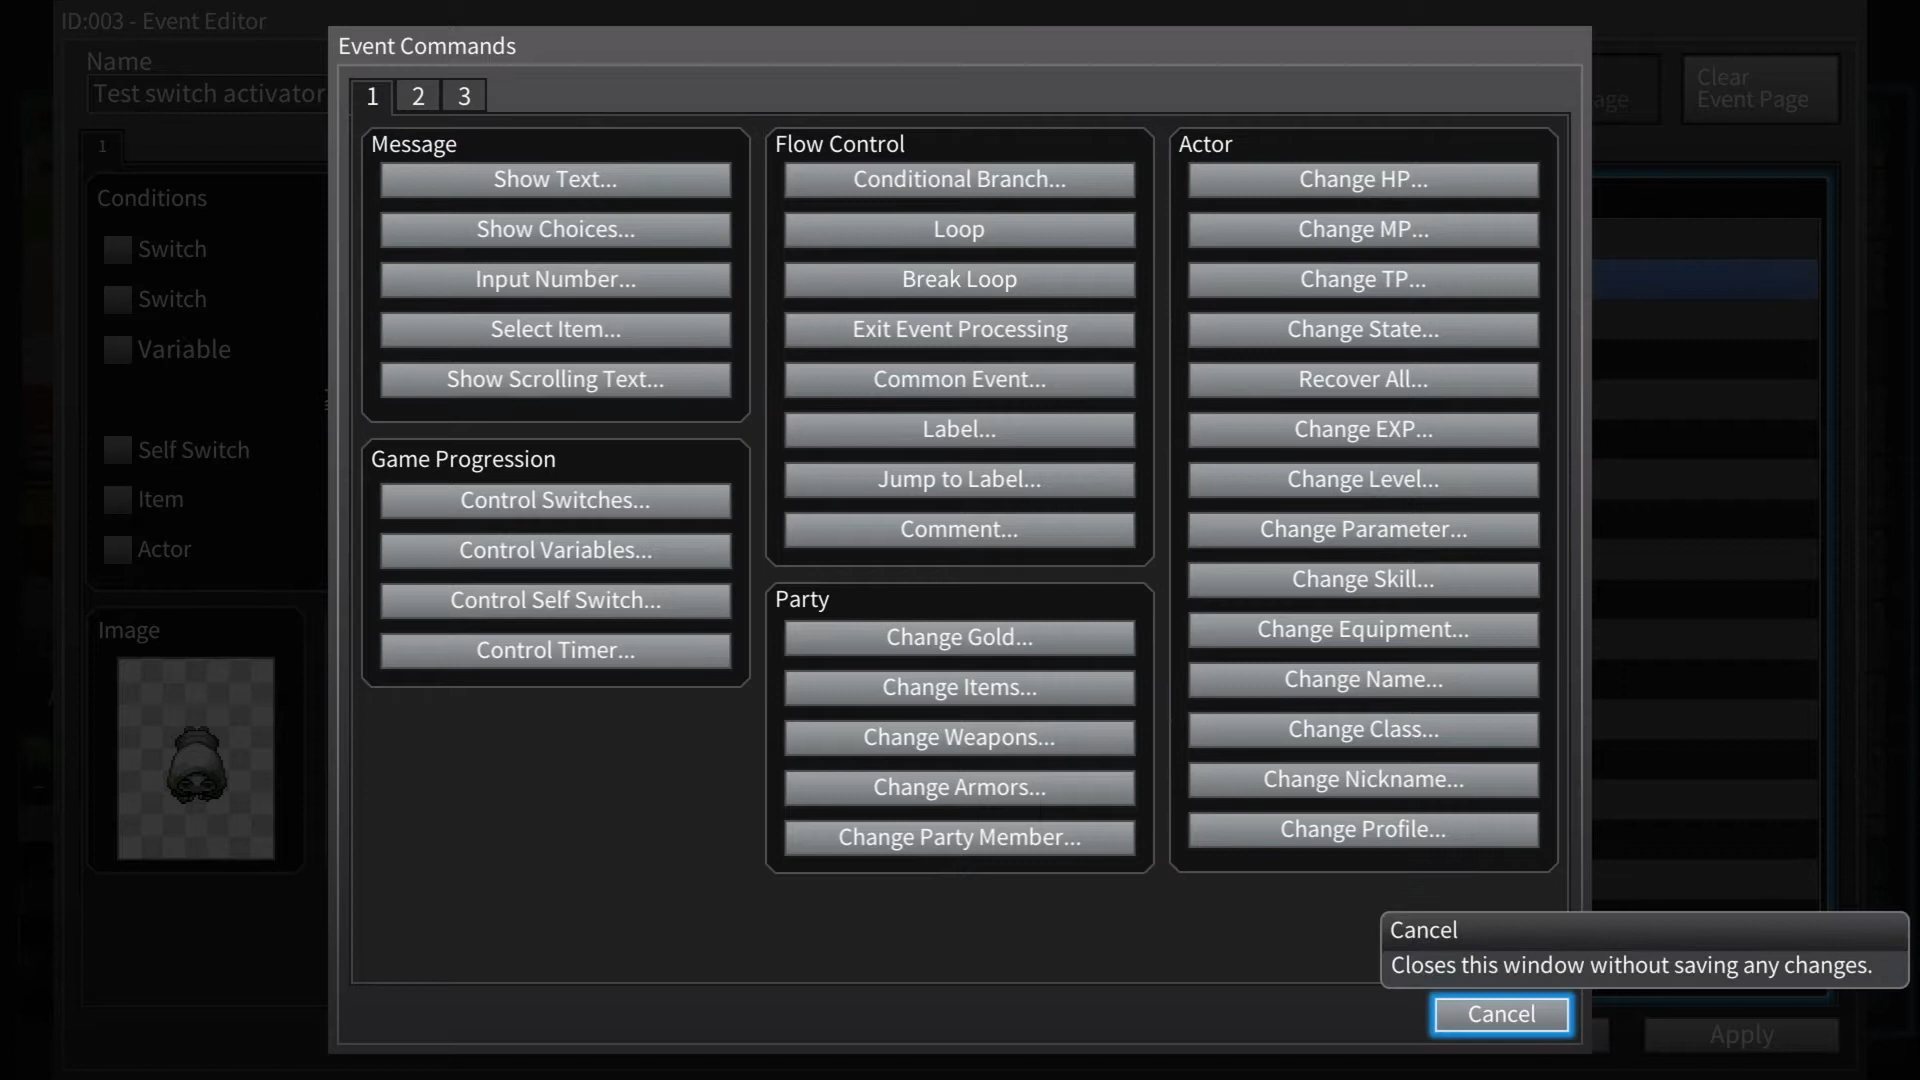 ID:003 - Event Editor
Name
Test switch activator
1
Conditions
Switch
Switch
Variable
Self Switch
Item
Actor
Image
Event Commands
1 2 3
Message
Show Text...
Show Choices...
Input Number...
Select Item...
Show Scrolling Text...
Game Progression
Control Switches...
Control Variables...
Control Self Switch...
Control Timer...
Flow Control
Conditional Branch...
Loop
Break Loop
Exit Event Processing
Common Event...
Label...
Jump to Label...
Comment...
Party
Change Gold...
Change Items...
Change Weapons...
Change Armors...
Change Party Member...
Actor
Change HP...
Change MP...
Change TP...
Change State...
Recover All...
Change EXP...
Change Level...
Change Parameter...
Change Skill...
Change Equipment...
Change Name...
Change Class...
Change Nickname...
Change Profile...
Clear
Event Page
Cancel
Closes this window without saving any changes.
Cancel
Apply